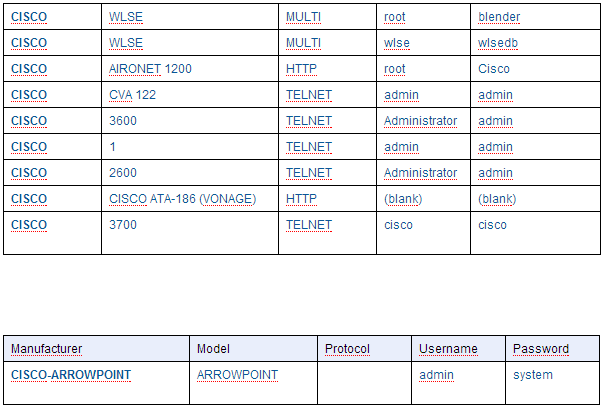 CISCO WLSE MULTI root blender
CISCO WLSE MULTI wlse wlsedb
CISCO AIRONET 1200 HTTP root Cisco
CISCO CVA 122 TELNET admin admin
CISCO 3600 TELNET Administrator admin
CISCO 1 TELNET admin admin
CISCO 2600 TELNET Administrator admin
CISCO CISCO ATA-186 (VONAGE) HTTP (blank) (blank)
CISCO 3700 TELNET cisco cisco
Manufacturer Model Protocol Username Password
CISCO-ARROWPOINT ARROWPOINT admin system